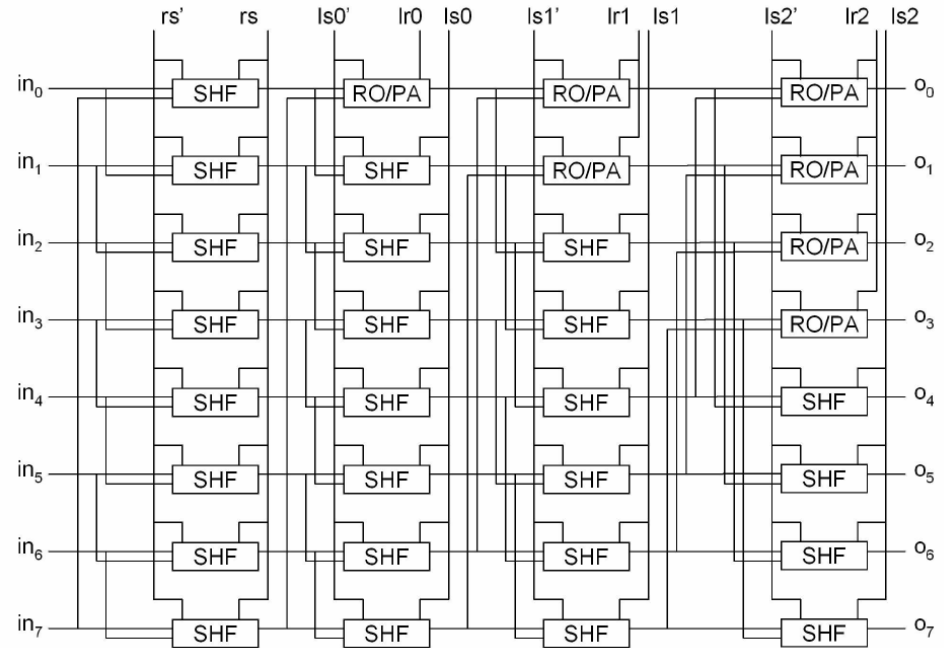 rs’ rs ls0’ lr0 ls0 ls1’ lr1 ls1 ls2’ lr2 ls2
in0 SHF RO/PA RO/PA RO/PA o0
in1 SHF SHF RO/PA RO/PA o1
in2 SHF SHF SHF RO/PA o2
in3 SHF SHF SHF RO/PA o3
in4 SHF SHF SHF SHF o4
in5 SHF SHF SHF SHF o5
in6 SHF SHF SHF SHF o6
in7 SHF SHF SHF SHF o7